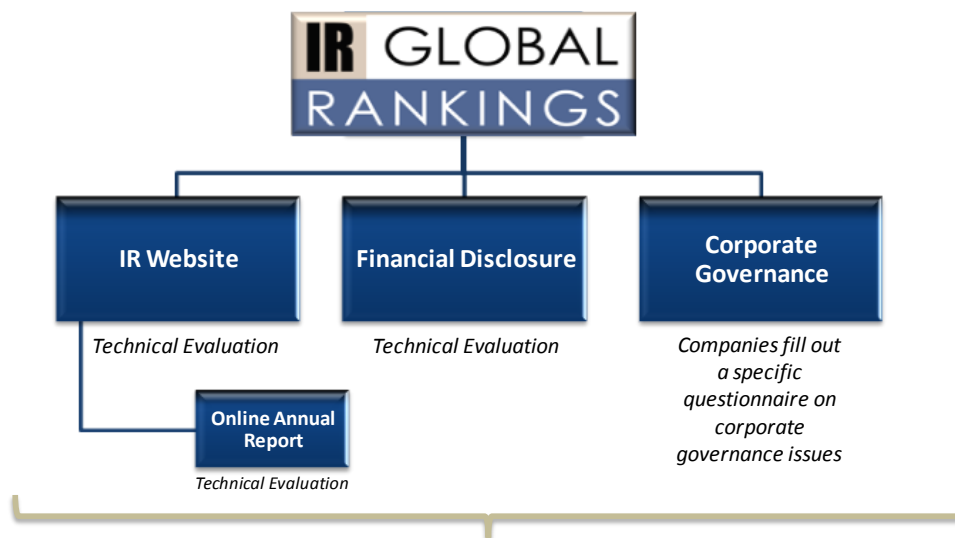 IR GLOBAL
RANKINGS
IR Website
Financial Disclosure
Corporate
Governance
Technical Evaluation
Technical Evaluation
Companies fill out
a specific
questionnaire on
corporate
governance issues
Online Annual
Report
Technical Evaluation